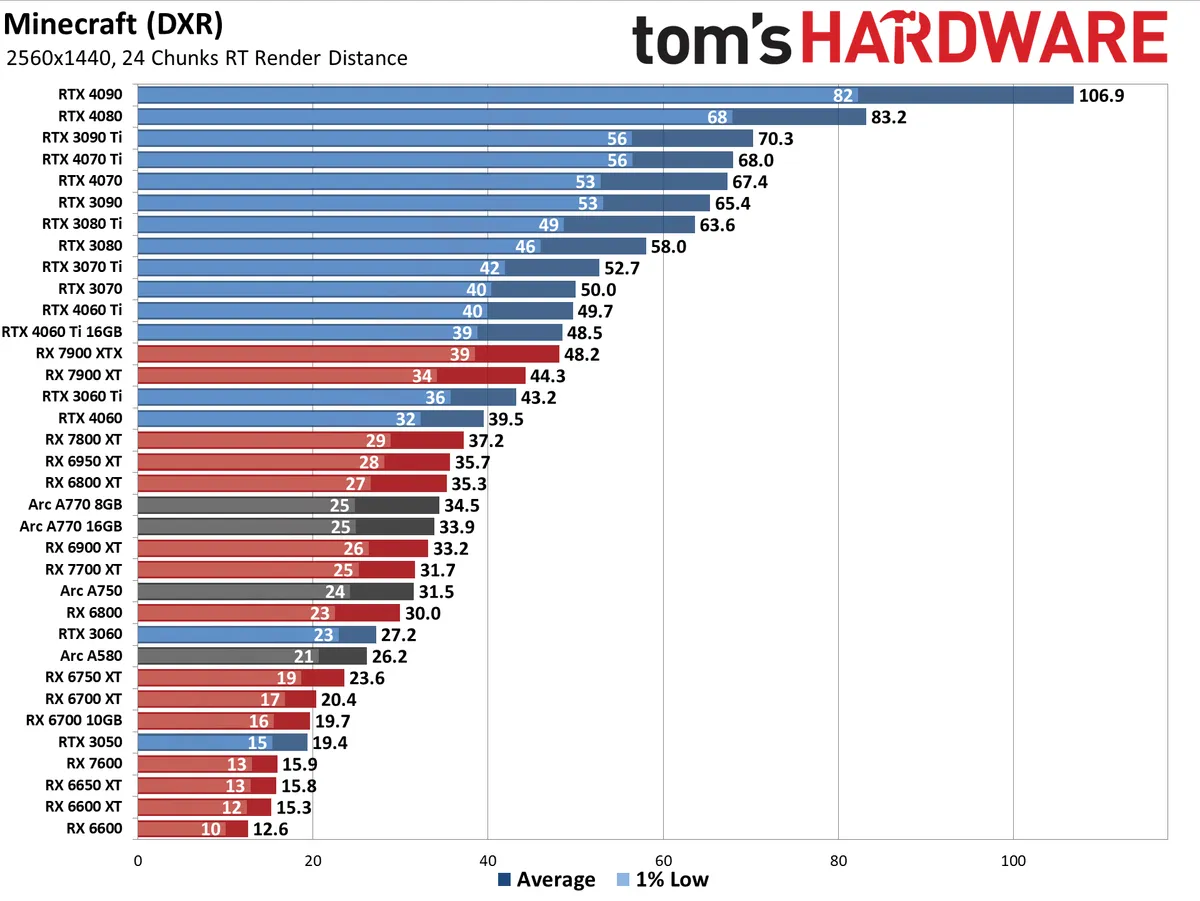 Minecraft (DXR)
2560x1440, 24 Chunks RT Render Distance
tom's HARDWARE
RTX 4090 82 106.9
RTX 4080 68 83.2
RTX 3090 Ti 56 70.3
RTX 4070 Ti 56 68.0
RTX 4070 53 67.4
RTX 3090 53 65.4
RTX 3080 Ti 49 63.6
RTX 3080 46 58.0
RTX 3070 Ti 42 52.7
RTX 3070 40 50.0
RTX 4060 Ti 40 49.7
RTX 4060 Ti 16GB 39 48.5
RX 7900 XTX 39 48.2
RX 7900 XT 34 44.3
RTX 3060 Ti 36 43.2
RTX 4060 32 39.5
RX 7800 XT 29 37.2
RX 6950 XT 28 35.7
RX 6800 XT 27 35.3
Arc A770 8GB 25 34.5
Arc A770 16GB 25 33.9
RX 6900 XT 26 33.2
RX 7700 XT 25 31.7
Arc A750 24 31.5
RX 6800 23 30.0
RTX 3060 23 27.2
Arc A580 21 26.2
RX 6750 XT 19 23.6
RX 6700 XT 17 20.4
RX 6700 10GB 16 19.7
RTX 3050 15 19.4
RX 7600 13 15.9
RX 6650 XT 13 15.8
RX 6600 XT 12 15.3
RX 6600 10 12.6
0 20 40 60 80 100
Average 1% Low